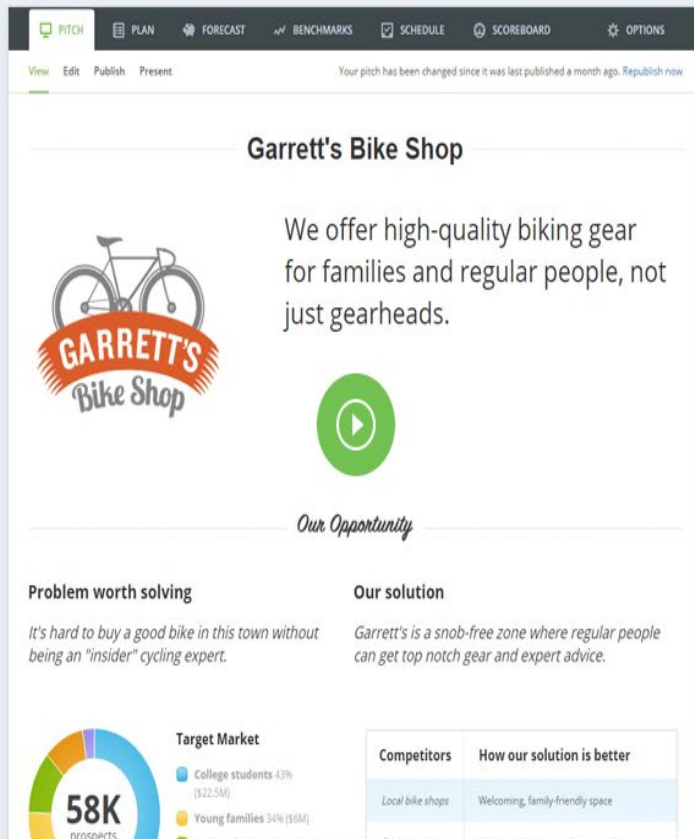 PITCH
PLAN
FORECAST
BENCHMARKS
SCHEDULE
SCOREBOARD
OPTIONS
View Edit Publish Present
Your pitch has been changed since it was last published a month ago. Republish now
Garrett's Bike Shop
GARRETT'S
Bike Shop
We offer high-quality biking gear
for families and regular people, not
just gearheads.
Our Opportunity
Problem worth solving
It's hard to buy a good bike in this town without
being an "insider" cycling expert.
Our solution
Garrett's is a snob-free zone where regular people
can get top notch gear and expert advice.
58K
prospects
Target Market
College students 43%
($22.5M)
Young families 34% ($6M)
Competitors
How our solution is better
Local bike shops
Welcoming, family-friendly space